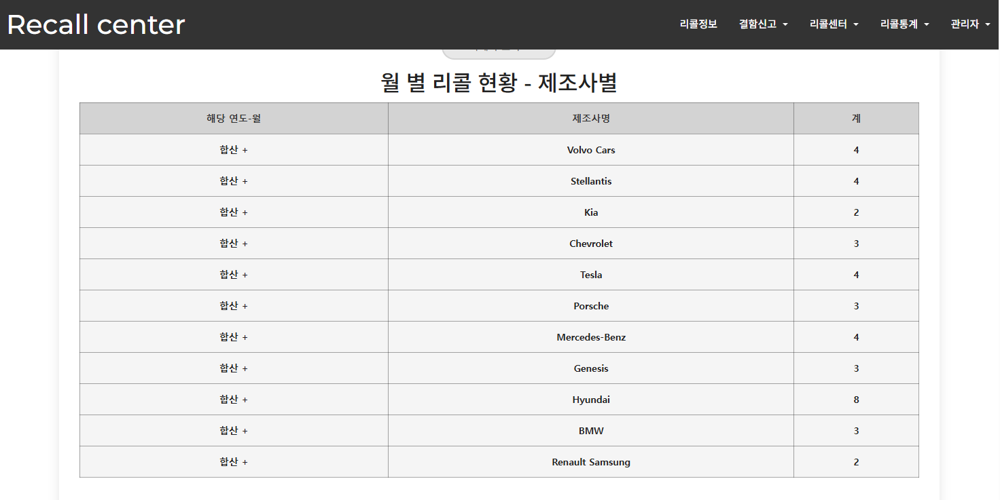 Recall center 리콜정보 결함신고 리콜센터 리콜통계 관리자
월 별 리콜 현황 - 제조사별
해당 연도-월 제조사명 계
합산 + Volvo Cars 4
합산 + Stellantis 4
합산 + Kia 2
합산 + Chevrolet 3
합산 + Tesla 4
합산 + Porsche 3
합산 + Mercedes-Benz 4
합산 + Genesis 3
합산 + Hyundai 8
합산 + BMW 3
합산 + Renault Samsung 2